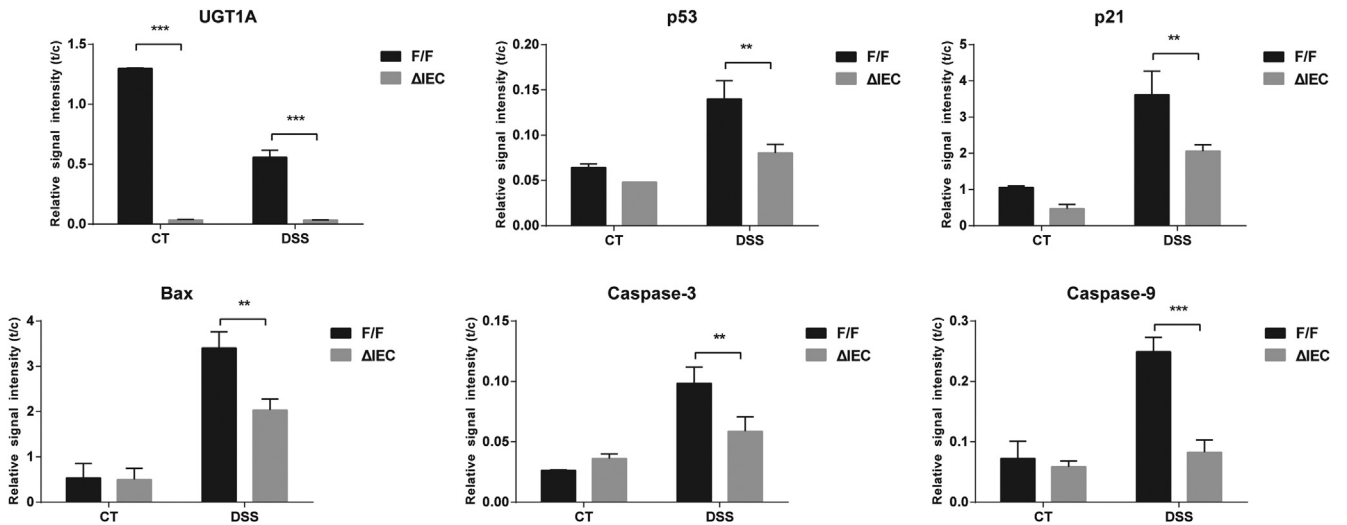 UGT1A
Relative signal intensity (t/c)
1.5
1.0
0.5
0.0
***
***
CT
DSS
F/F
ΔIEC
p53
Relative signal intensity (t/c)
0.20
0.15
0.10
0.05
0.00
**
CT
DSS
F/F
ΔIEC
p21
Relative signal intensity (t/c)
5
4
3
2
1
0
**
CT
DSS
F/F
ΔIEC
Bax
Relative signal intensity (t/c)
4
3
2
1
0
**
CT
DSS
F/F
ΔIEC
Caspase-3
Relative signal intensity (t/c)
0.15
0.10
0.05
0.00
**
CT
DSS
F/F
ΔIEC
Caspase-9
Relative signal intensity (t/c)
0.3
0.2
0.1
0.0
***
CT
DSS
F/F
ΔIEC